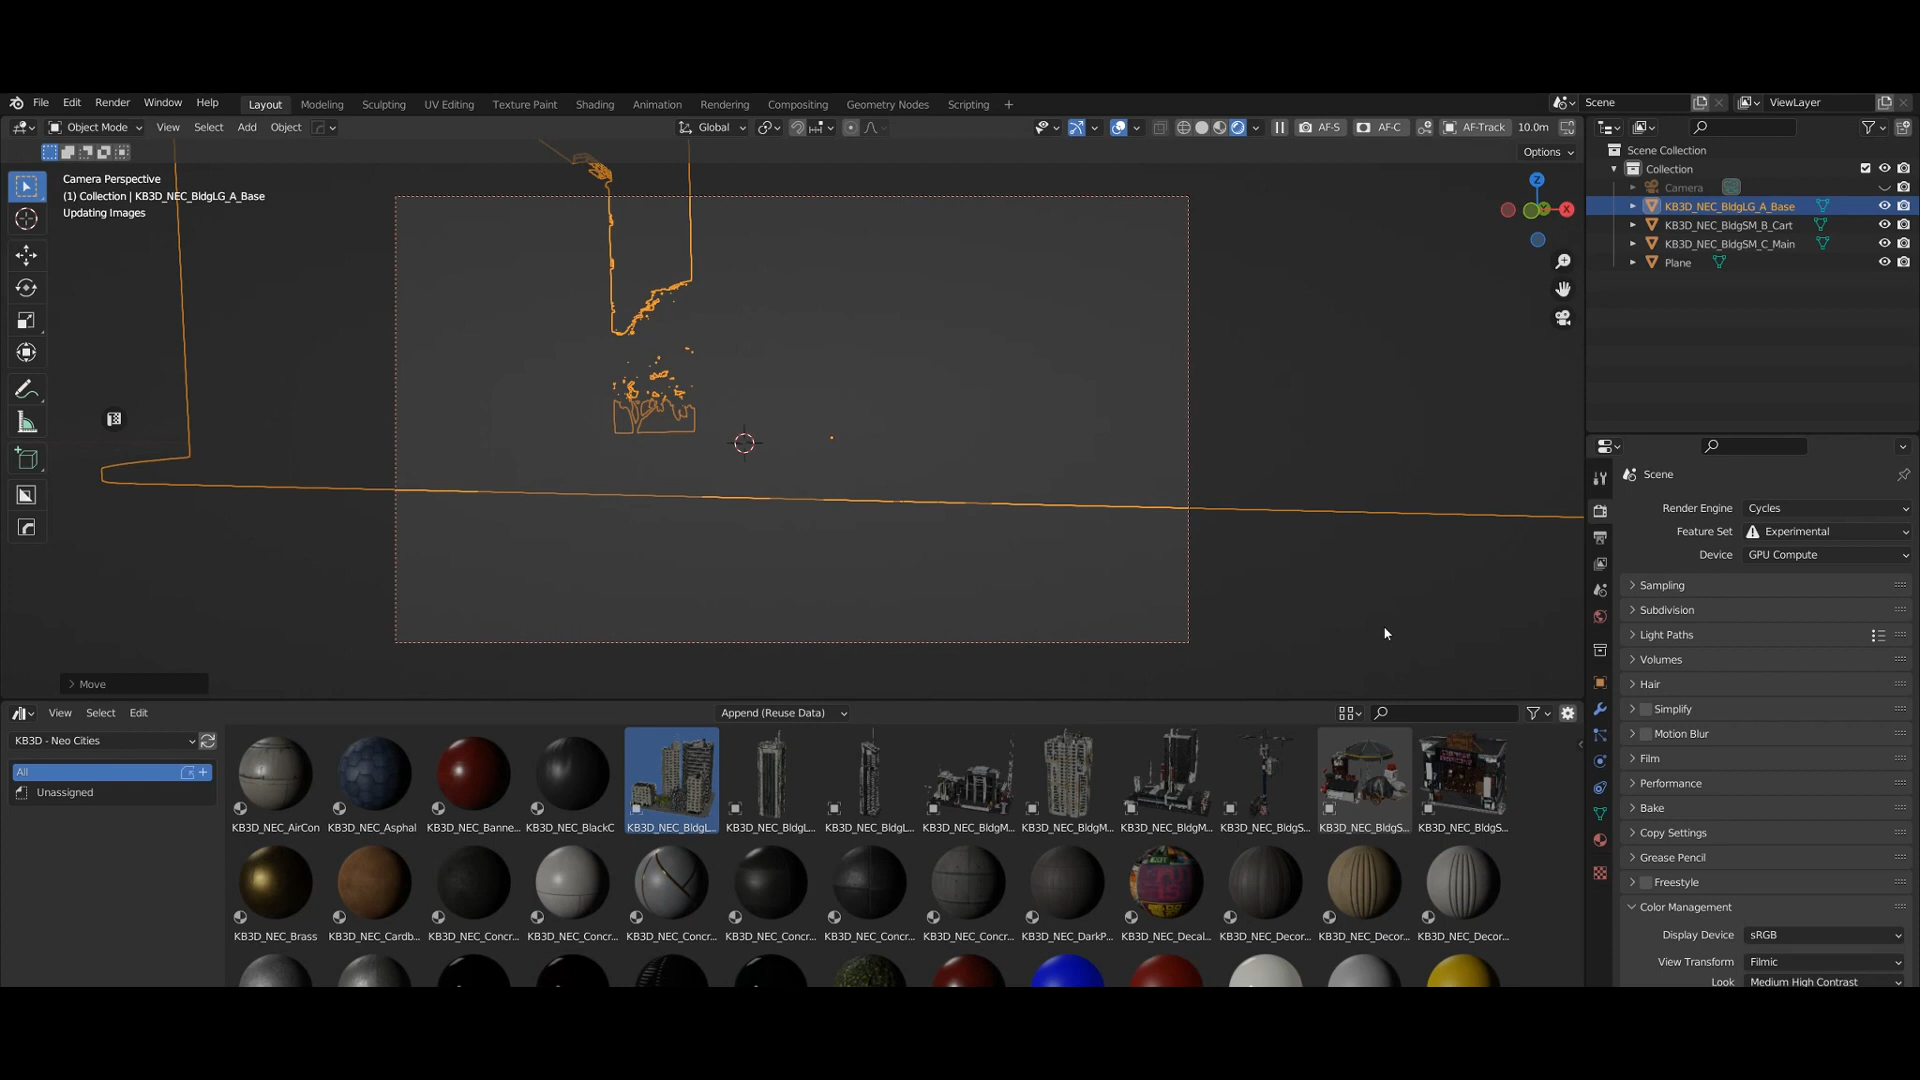 File Edit Render Window Help Layout Modeling Sculpting UV Editing Texture Paint Shading Animation Rendering Compositing Geometry Nodes Scripting + Scene ViewLayer
Object Mode View Select Add Object Global AF-S AF-C AF-Track 10.0m
Options
Camera Perspective
(1) Collection | KB3D_NEC_BldgLG_A_Base
Updating Images
Z
X
Scene Collection
Collection
Camera
KB3D_NEC_BldgLG_A_Base
KB3D_NEC_BldgSM_B_Cart
KB3D_NEC_BldgSM_C_Main
Plane
Scene
Render Engine Cycles
Feature Set Experimental
Device GPU Compute
Sampling
Subdivision
Light Paths
Volumes
Hair
Simplify
Motion Blur
Film
Performance
Bake
Copy Settings
Grease Pencil
Freestyle
Color Management
Display Device sRGB
View Transform Filmic
Look Medium High Contrast
Move
View Select Edit Append (Reuse Data)
KB3D - Neo Cities
All
Unassigned
KB3D_NEC_AirCon KB3D_NEC_Asphal KB3D_NEC_Banne... KB3D_NEC_BlackC KB3D_NEC_BldgL... KB3D_NEC_BldgL... KB3D_NEC_BldgL... KB3D_NEC_BldgM... KB3D_NEC_BldgM... KB3D_NEC_BldgM... KB3D_NEC_BldgS... KB3D_NEC_BldgS... KB3D_NEC_BldgS...
KB3D_NEC_Brass KB3D_NEC_Cardb... KB3D_NEC_Concr... KB3D_NEC_Concr... KB3D_NEC_Concr... KB3D_NEC_Concr... KB3D_NEC_Concr... KB3D_NEC_Concr... KB3D_NEC_DarkP... KB3D_NEC_Decal... KB3D_NEC_Decor... KB3D_NEC_Decor... KB3D_NEC_Decor...